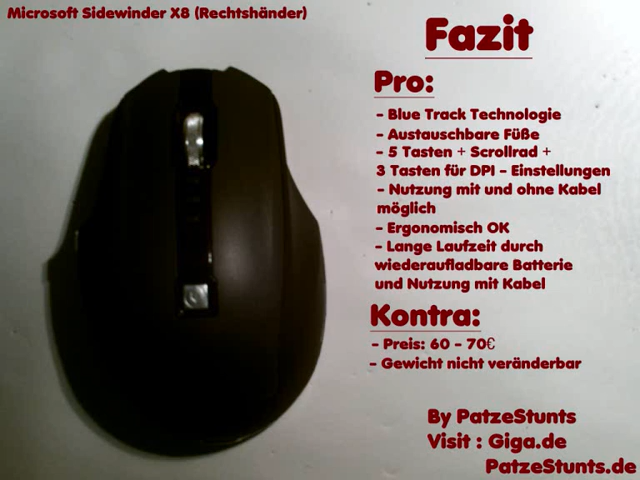 Microsoft Sidewinder X8 (Rechtshänder)
Fazit
Pro:
- Blue Track Technologie
- Austauschbare Füße
- 5 Tasten + Scrollrad +
3 Tasten für DPI - Einstellungen
- Nutzung mit und ohne Kabel
möglich
- Ergonomisch OK
- Lange Laufzeit durch
wiederaufladbare Batterie
und Nutzung mit Kabel
Kontra:
- Preis: 60 - 70€
- Gewicht nicht veränderbar
By PatzeStunts
Visit : Giga.de
PatzeStunts.de